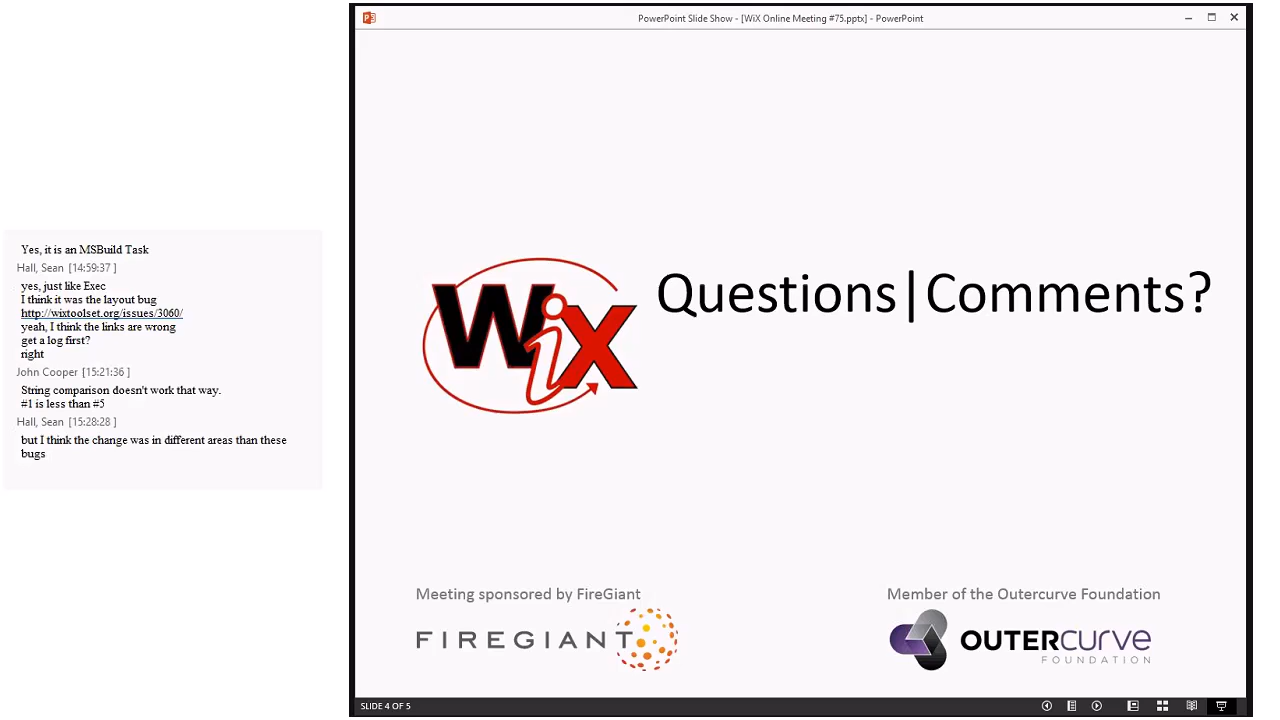 Yes, it is an MSBuild Task
Hall, Sean [14:59:37 ]
yes, just like Exec
I think it was the layout bug
http://wixtoolset.org/issues/3060/
yeah, I think the links are wrong
get a log first?
right
John Cooper [15:21:36 ]
String comparison doesn't work that way.
#1 is less than #5
Hall, Sean [15:28:28 ]
but I think the change was in different areas than these
bugs
PowerPoint Slide Show - [WiX Online Meeting #75.pptx] - PowerPoint
WiX
Questions|Comments?
Meeting sponsored by FireGiant
FIREGIANT
Member of the Outercurve Foundation
OUTERCURVE
FOUNDATION
SLIDE 4 OF 5